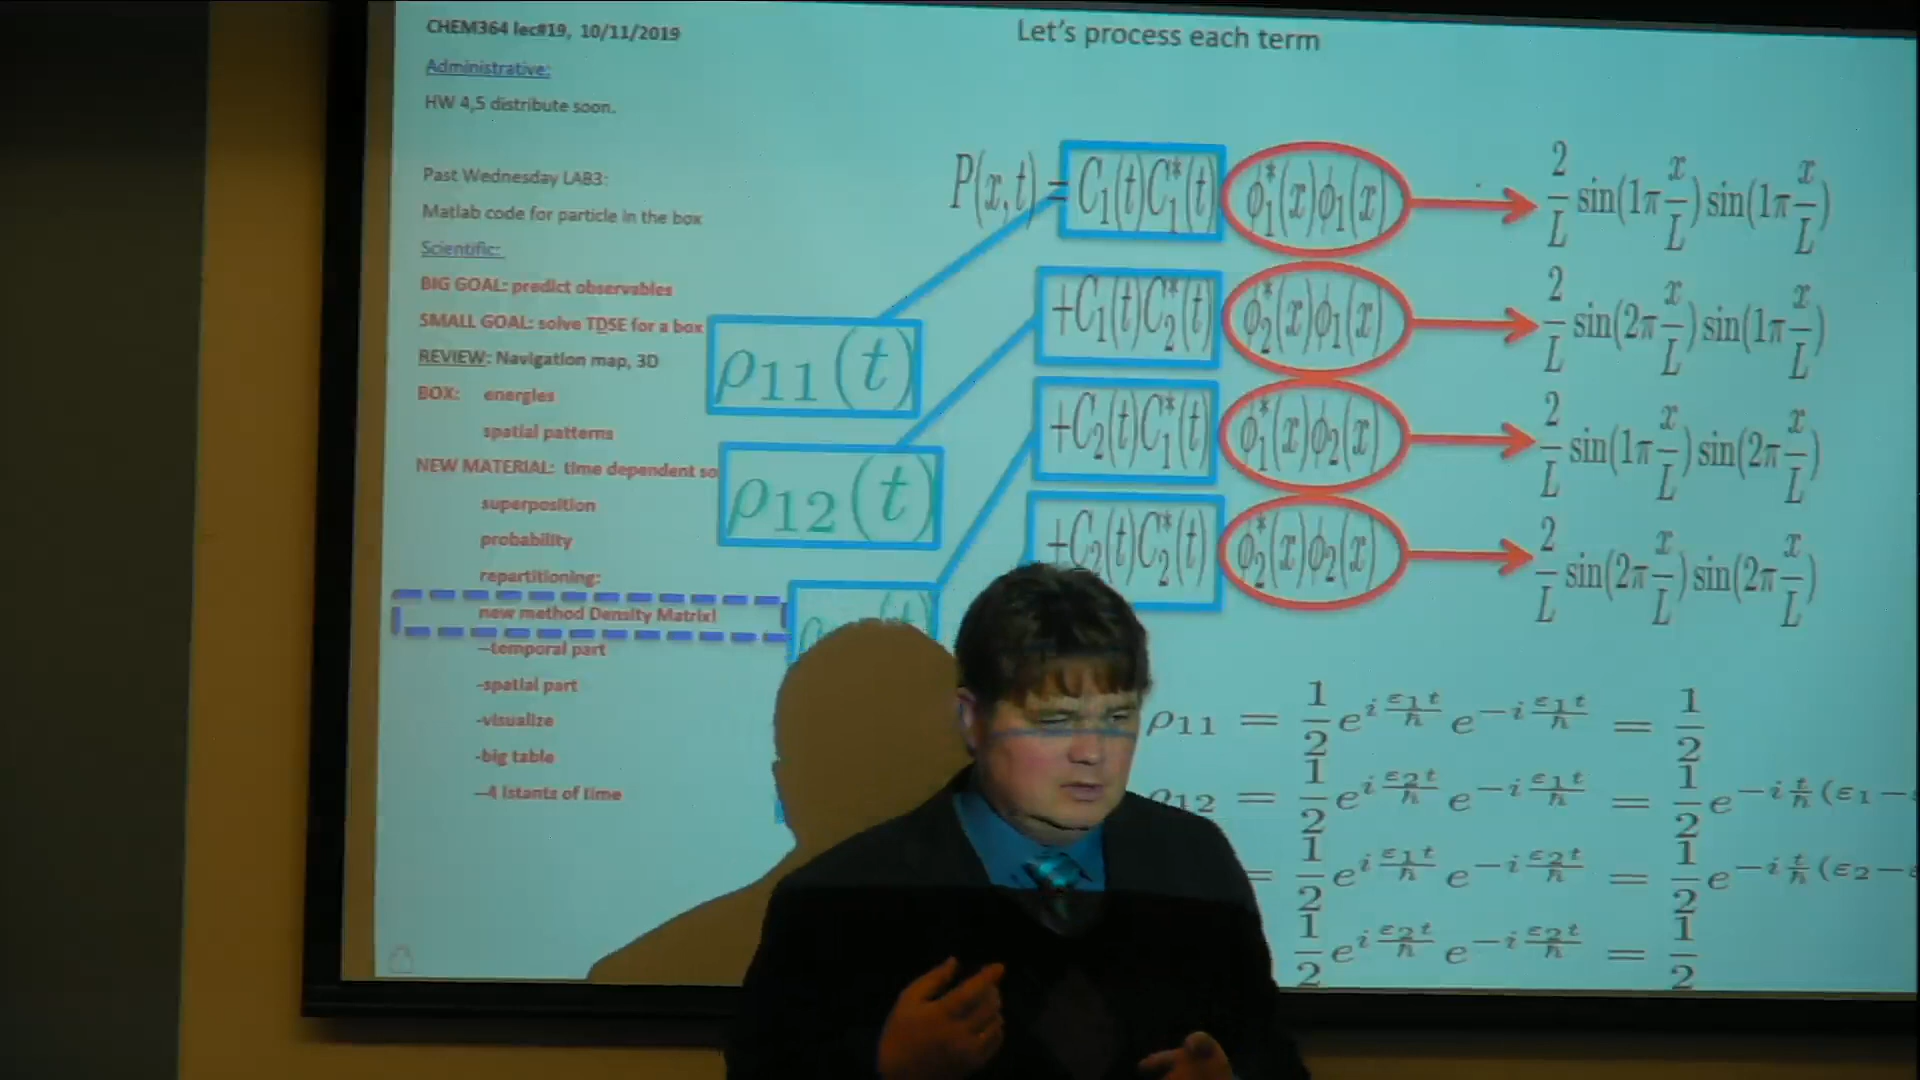 CHEM364 lec#19, 10/11/2019
Let's process each term
Administrative:
HW 4,5 distribute soon.
Past Wednesday LAB3:
Matlab code for particle in the box
Scientific:
BIG GOAL: predict observables
SMALL GOAL: solve TDSE for a box
REVIEW: Navigation map, 3D
BOX: energies
spatial patterns
NEW MATERIAL: time dependent so
superposition
probability
repartitioning:
new method Density Matrix!
--temporal part
-spatial part
-visualize
-big table
--4 istants of time
ρ₁₁(t)
ρ₁₂(t)
P(x,t) = C₁(t)C₁*(t) ϕ₁*(x)ϕ₁(x) 2/L sin(1π x/L) sin(1π x/L)
+C₁(t)C₂*(t) ϕ₂*(x)ϕ₁(x) 2/L sin(2π x/L) sin(1π x/L)
+C₂(t)C₁*(t) ϕ₁*(x)ϕ₂(x) 2/L sin(1π x/L) sin(2π x/L)
+C₂(t)C₂*(t) ϕ₂*(x)ϕ₂(x) 2/L sin(2π x/L) sin(2π x/L)
ρ₁₁ = 1/2 e^{i ε₁t/ħ} e^{-i ε₁t/ħ} = 1/2
ρ₁₂ = 1/2 e^{i ε₂t/ħ} e^{-i ε₁t/ħ} = 1/2 e^{-i t/ħ (ε₁-
= 1/2 e^{i ε₁t/ħ} e^{-i ε₂t/ħ} = 1/2 e^{-i t/ħ (ε₂-
1/2 e^{i ε₂t/ħ} e^{-i ε₂t/ħ} = 1/2